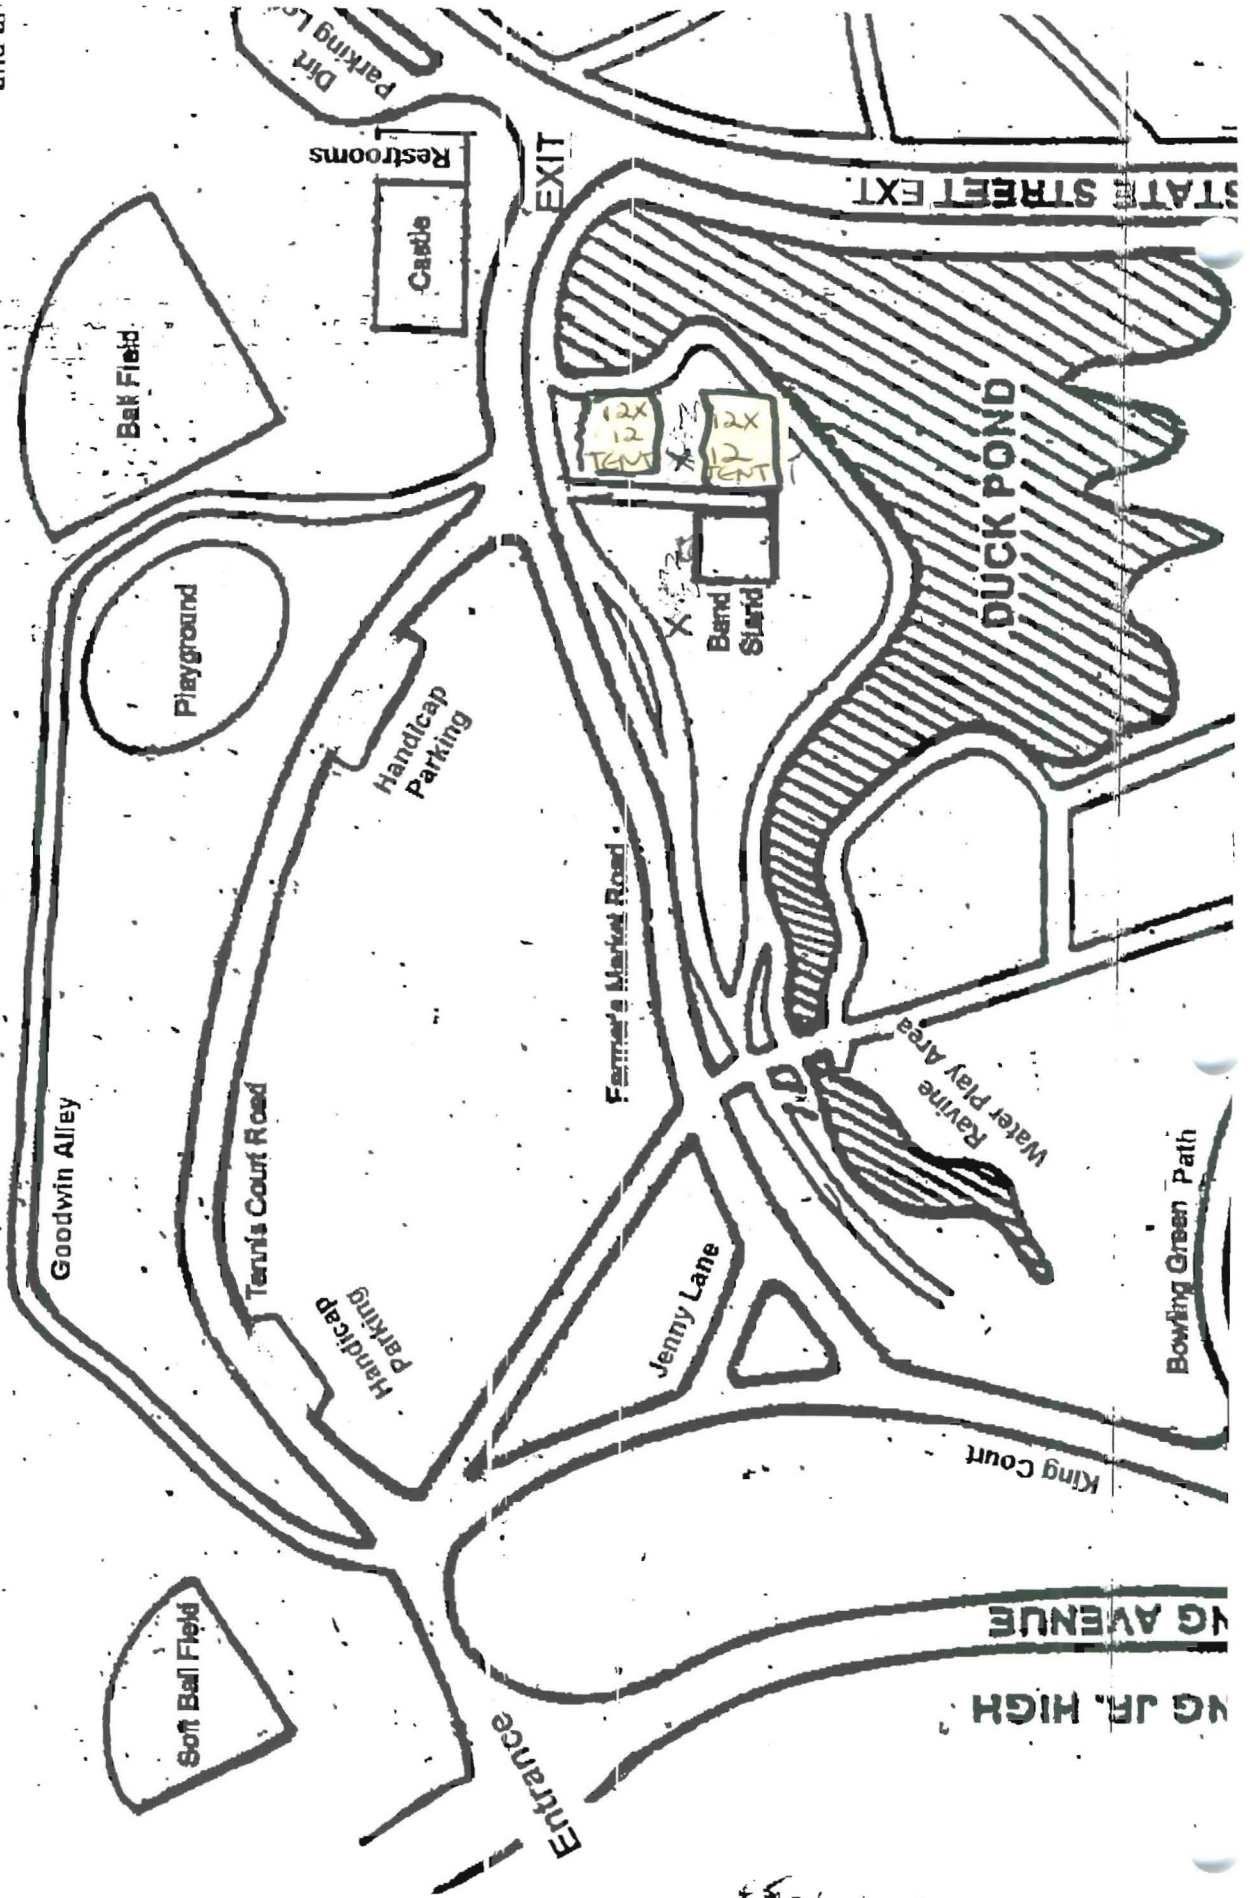 Dirt
Parking Lo
Restrooms
Castle
EXIT
STATE STREET EXT.
Ball Field
12X
12
TENT
12X
12
TENT
DUCK POND
Band
Stand
Playground
Handicap
Parking
Farmer's Market Road
Goodwin Alley
Tennis Court Road
Ravine
Water Play Area
Handicap
Parking
Jenny Lane
Bowling Green Path
King Court
Soft Ball Field
Entrance
NG AVENUE
NG JR. HIGH